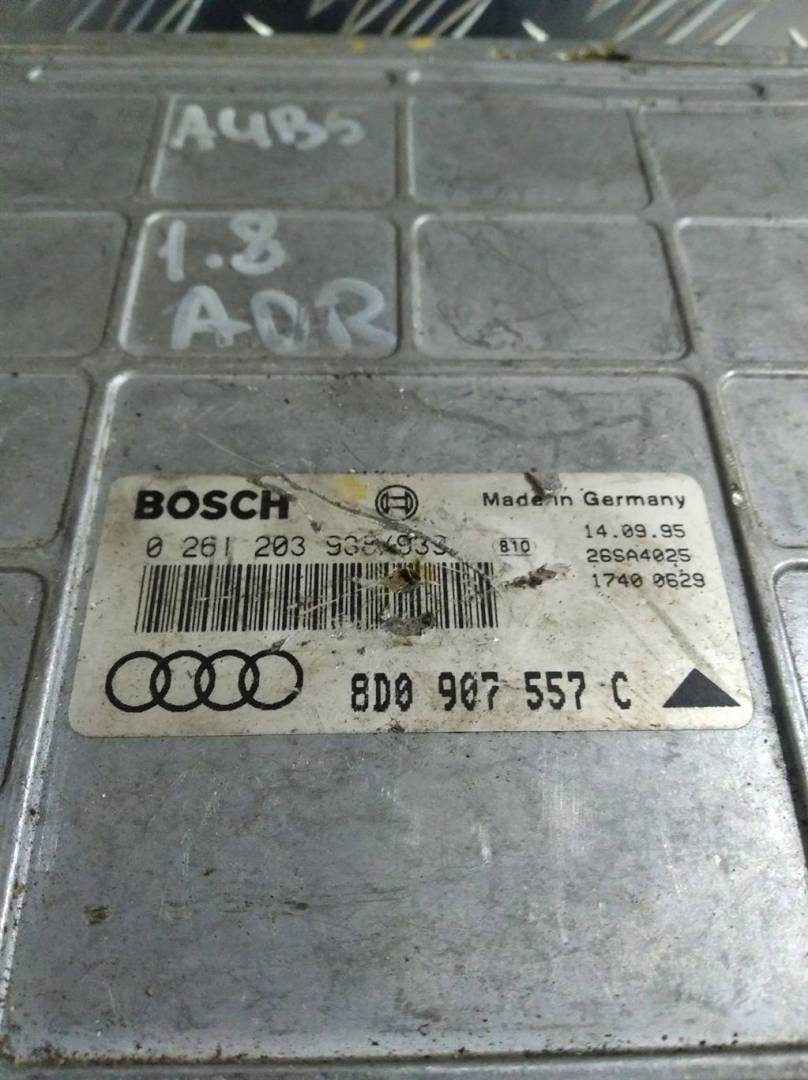 A4B5
1.8
ADR
BOSCH Made in Germany
0 261 203 938/939 810 14.09.95
26SA4025
1740 0629
8D0 907 557 C